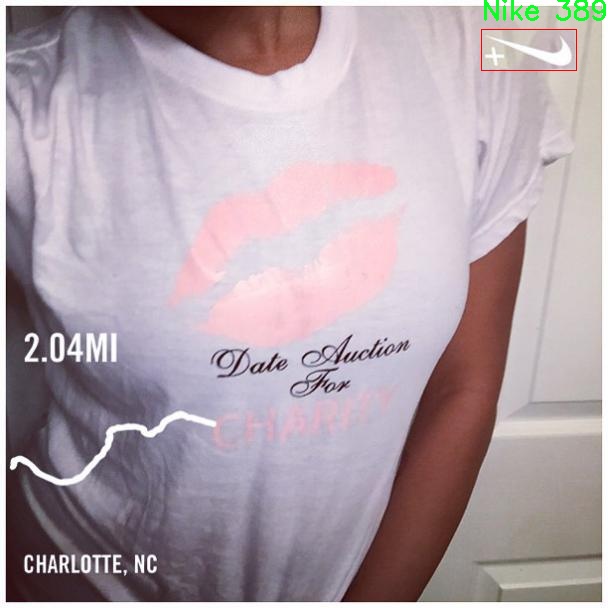 Nike 389
2.04MI
Date Auction
For
CHARITY
CHARLOTTE, NC